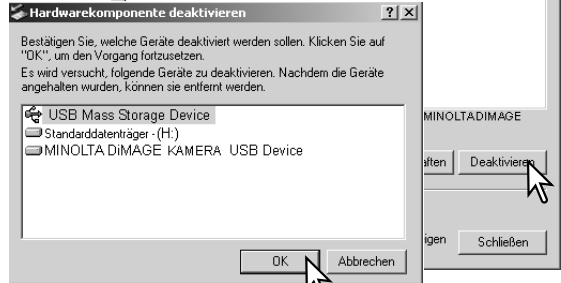 Hardwarekomponente deaktivieren
Bestätigen Sie, welche Geräte deaktiviert werden sollen. Klicken Sie auf
"OK", um den Vorgang fortzusetzen.
Es wird versucht, folgende Geräte zu deaktivieren. Nachdem die Geräte
angehalten wurden, können sie entfernt werden.
USB Mass Storage Device
Standarddatenträger - (H:)
MINOLTA DiMAGE KAMERA USB Device
OK
Abbrechen
MINOLTADIMAGE
aften
Deaktivieren
igen
Schließen